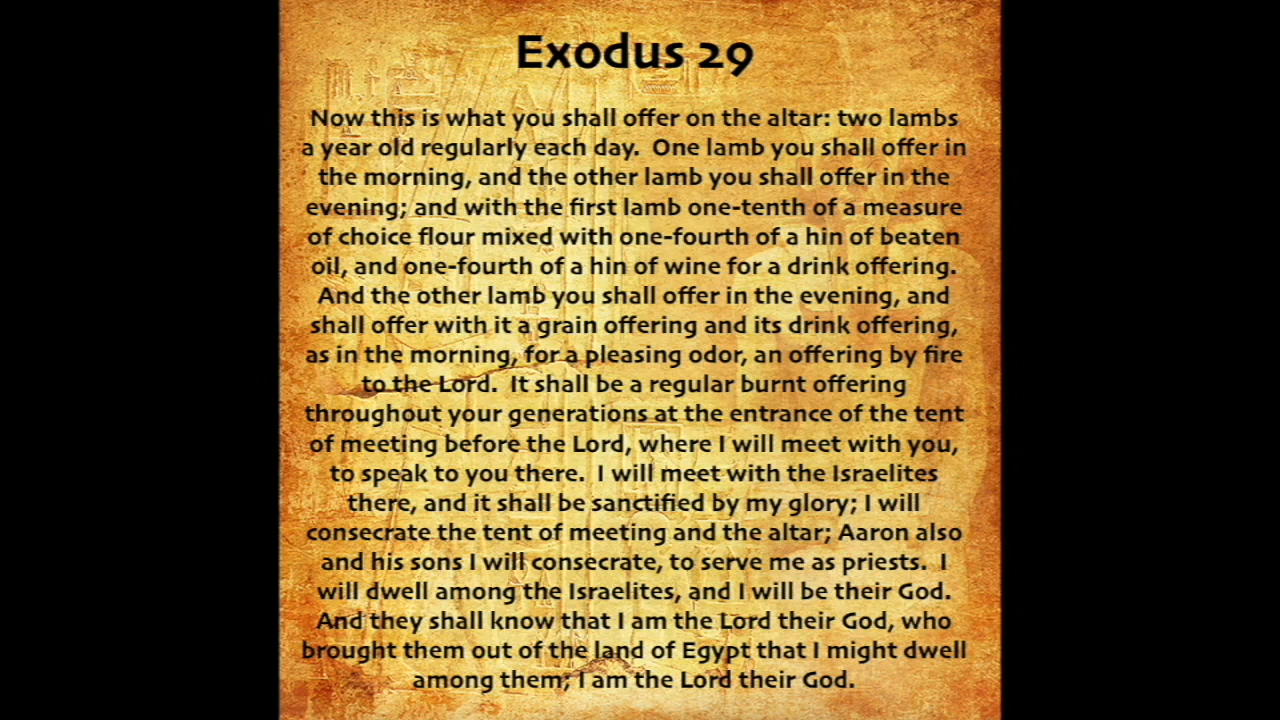 Exodus 29
Now this is what you shall offer on the altar: two lambs
a year old regularly each day.  One lamb you shall offer in
the morning, and the other lamb you shall offer in the
evening; and with the first lamb one-tenth of a measure
of choice flour mixed with one-fourth of a hin of beaten
oil, and one-fourth of a hin of wine for a drink offering.
And the other lamb you shall offer in the evening, and
shall offer with it a grain offering and its drink offering,
as in the morning, for a pleasing odor, an offering by fire
to the Lord.  It shall be a regular burnt offering
throughout your generations at the entrance of the tent
of meeting before the Lord, where I will meet with you,
to speak to you there.  I will meet with the Israelites
there, and it shall be sanctified by my glory; I will
consecrate the tent of meeting and the altar; Aaron also
and his sons I will consecrate, to serve me as priests.  I
will dwell among the Israelites, and I will be their God.
And they shall know that I am the Lord their God, who
brought them out of the land of Egypt that I might dwell
among them; I am the Lord their God.